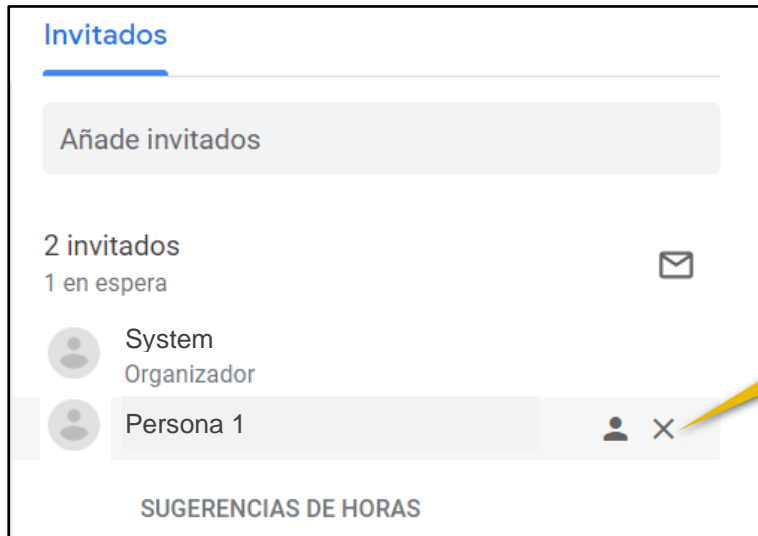 Invitados
Añade invitados
2 invitados
1 en espera
System
Organizador
Persona 1
SUGERENCIAS DE HORAS